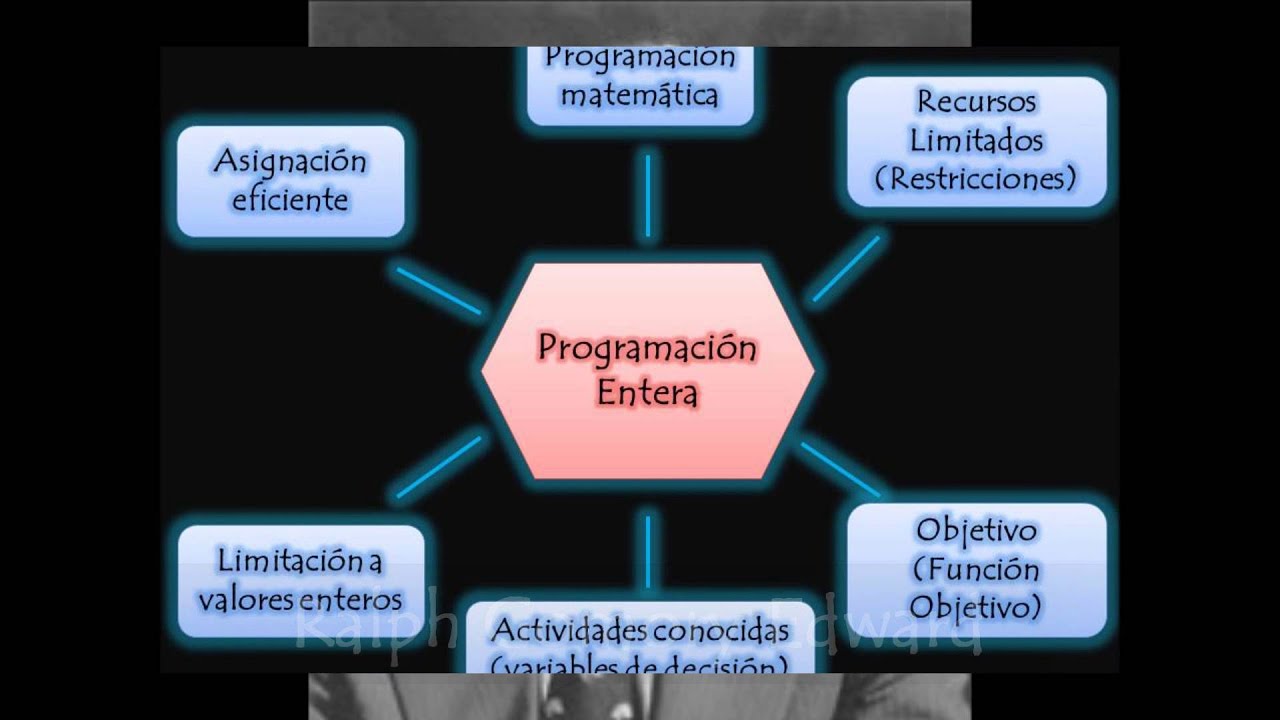 Programación
matemática
Recursos
Limitados
(Restricciones)
Asignación
eficiente
Programación
Entera
Objetivo
(Función
Objetivo)
Limitación a
valores enteros
Actividades conocidas
(variables de decisión)
Ralph Edward